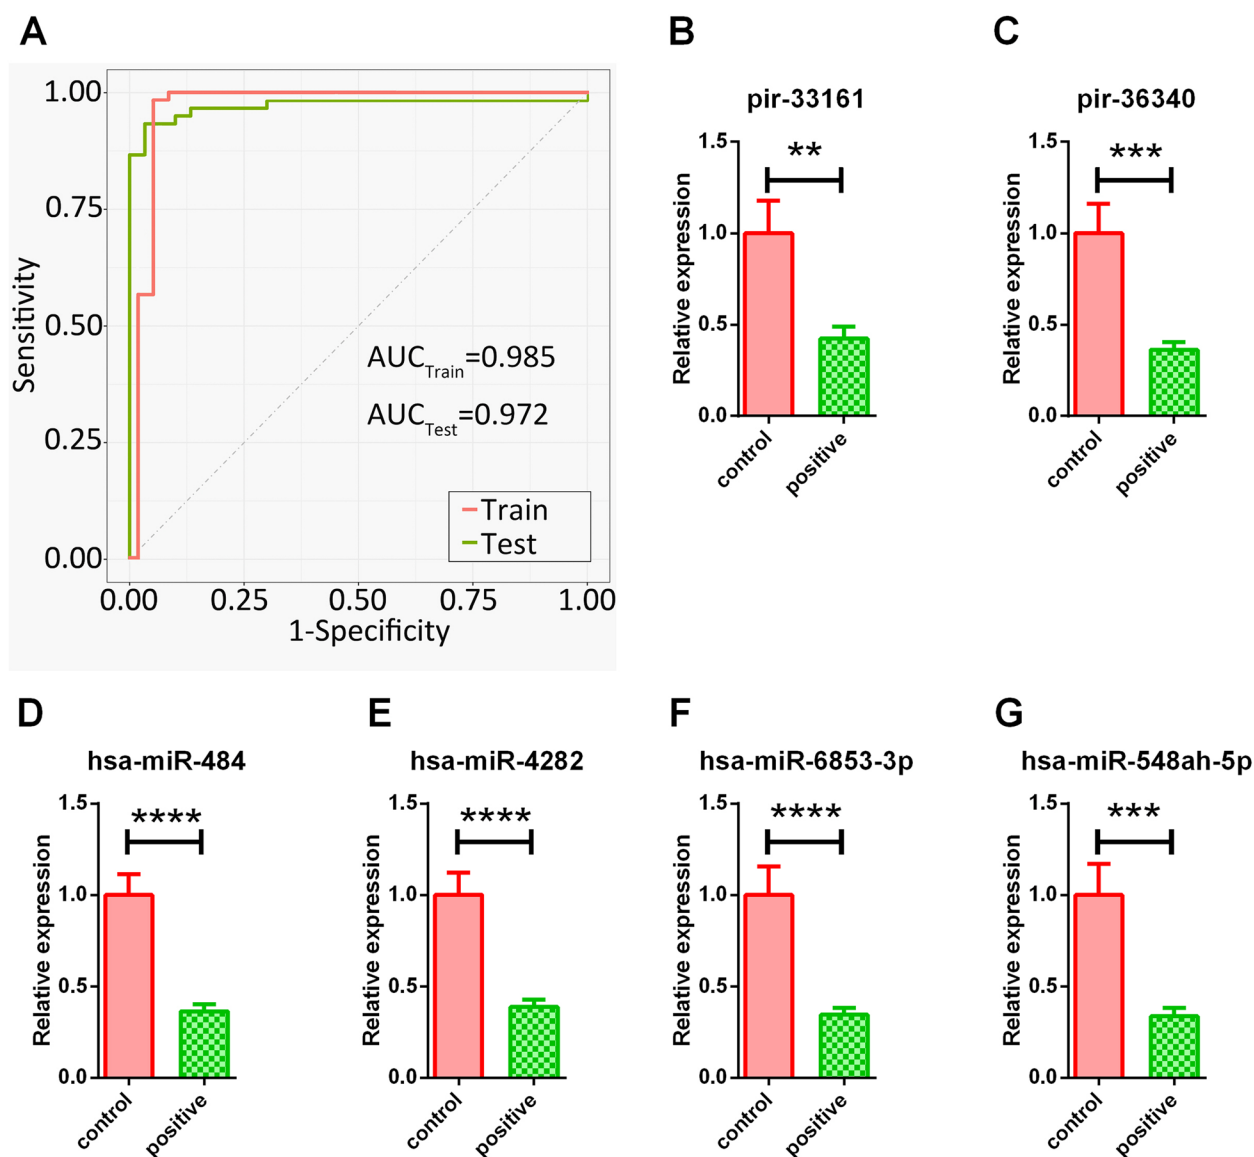 A
1.00
0.75
0.50
0.25
0.00
Sensitivity
AUCTrain=0.985
AUCTest=0.972
Train
Test
0.00 0.25 0.50 0.75 1.00
1-Specificity
B
pir-33161
**
1.5
1.0
0.5
0.0
Relative expression
control positive
C
pir-36340
***
1.5
1.0
0.5
0.0
Relative expression
control positive
D
hsa-miR-484
****
1.5
1.0
0.5
0.0
Relative expression
control positive
E
hsa-miR-4282
****
1.5
1.0
0.5
0.0
Relative expression
control positive
F
hsa-miR-6853-3p
****
1.5
1.0
0.5
0.0
Relative expression
control positive
G
hsa-miR-548ah-5p
***
1.5
1.0
0.5
0.0
Relative expression
control positive